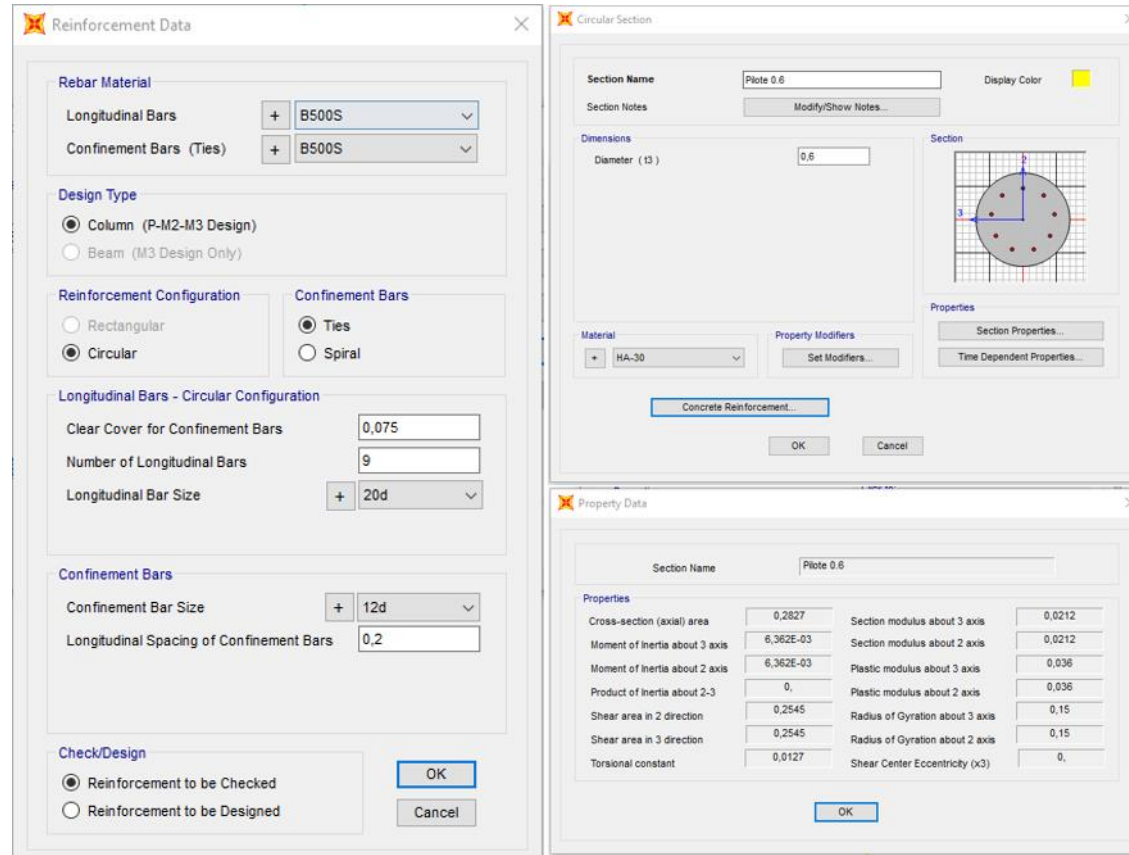 Reinforcement Data
Rebar Material
Longitudinal Bars + B500S
Confinement Bars (Ties) + B500S
Design Type
Column (P-M2-M3 Design)
Beam (M3 Design Only)
Reinforcement Configuration
Rectangular
Circular
Confinement Bars
Ties
Spiral
Longitudinal Bars - Circular Configuration
Clear Cover for Confinement Bars 0,075
Number of Longitudinal Bars 9
Longitudinal Bar Size + 20d
Confinement Bars
Confinement Bar Size + 12d
Longitudinal Spacing of Confinement Bars 0,2
Check/Design
Reinforcement to be Checked
Reinforcement to be Designed
OK
Cancel
Circular Section
Section Name Pilote 0.6 Display Color
Section Notes Modify/Show Notes...
Dimensions
Diameter ( t3 ) 0,6
Section
2
3
Properties
Section Properties...
Time Dependent Properties...
Material
+ HA-30
Property Modifiers
Set Modifiers...
Concrete Reinforcement...
OK Cancel
Property Data
Section Name Pilote 0.6
Properties
Cross-section (axial) area 0,2827 Section modulus about 3 axis 0,0212
Moment of Inertia about 3 axis 6,362E-03 Section modulus about 2 axis 0,0212
Moment of Inertia about 2 axis 6,362E-03 Plastic modulus about 3 axis 0,036
Product of Inertia about 2-3 0, Plastic modulus about 2 axis 0,036
Shear area in 2 direction 0,2545 Radius of Gyration about 3 axis 0,15
Shear area in 3 direction 0,2545 Radius of Gyration about 2 axis 0,15
Torsional constant 0,0127 Shear Center Eccentricity (x3) 0,
OK